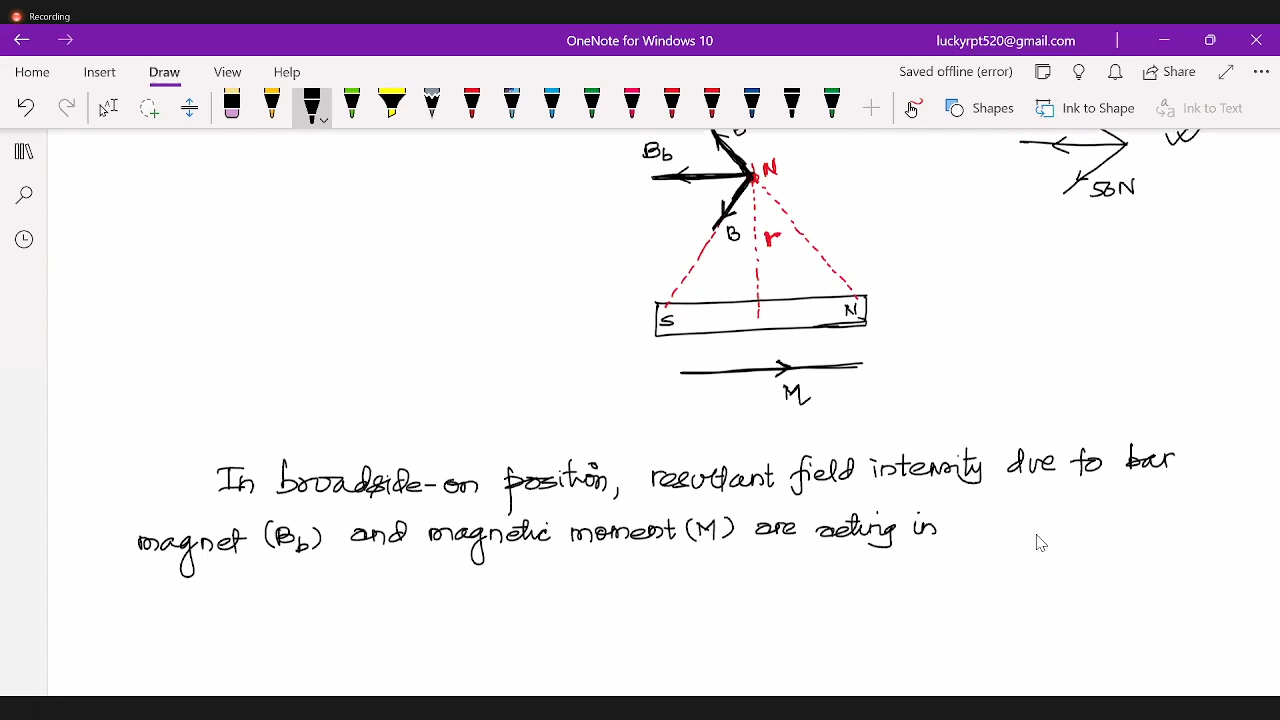 Recording
OneNote for Windows 10
luckyrpt520@gmail.com
Home Insert Draw View Help
Saved offline (error)
Share
Shapes
Ink to Shape
Ink to Text
B
Bb
N
50N
B
r
S
N
M
In broadside-on position, resultant field intensity due to bar
magnet (Bb) and magnetic moment (M) are acting in